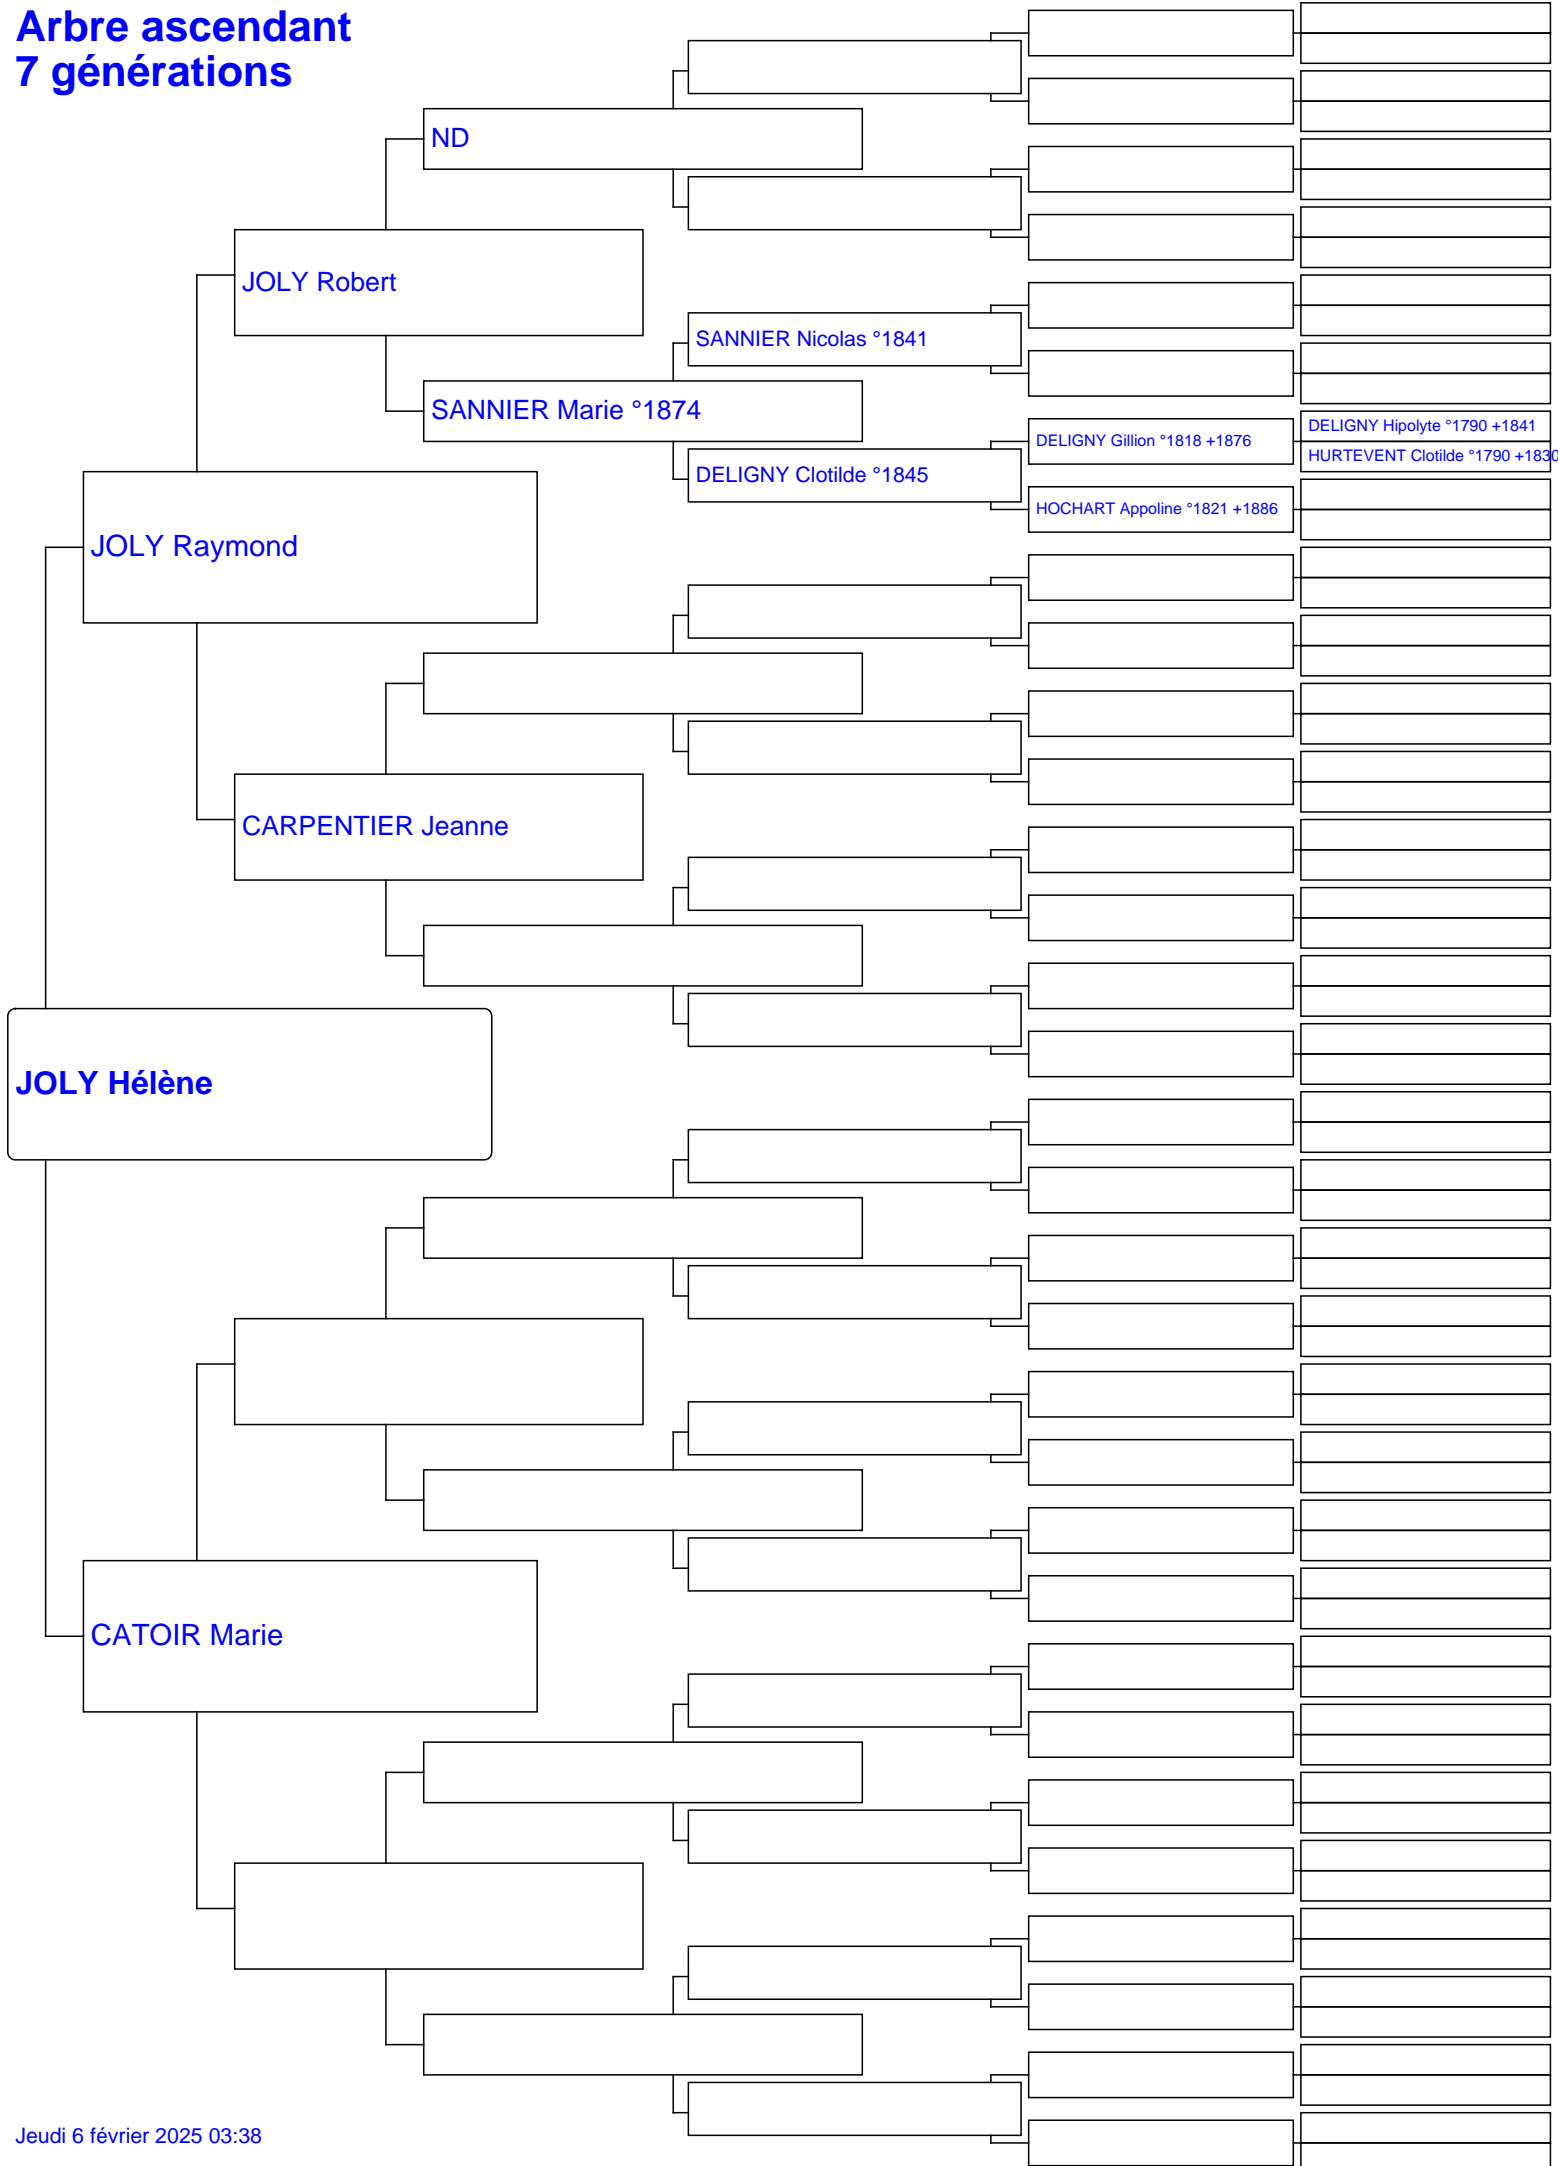 Arbre ascendant
7 générations
ND
JOLY Robert
SANNIER Nicolas °1841
SANNIER Marie °1874
DELIGNY Gillion °1818 +1876
DELIGNY Hipolyte °1790 +1841
HURTEVENT Clotilde °1790 +1830
DELIGNY Clotilde °1845
HOCHART Appoline °1821 +1886
JOLY Raymond
CARPENTIER Jeanne
JOLY Hélène
CATOIR Marie
Jeudi 6 février 2025 03:38